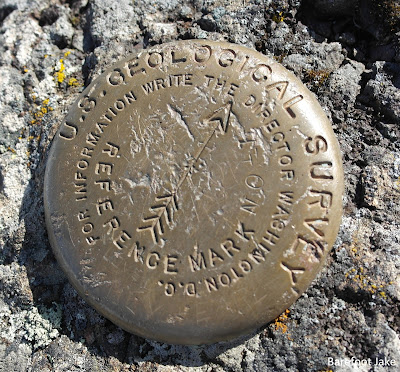 U.S. GEOLOGICAL SURVEY
FOR INFORMATION WRITE THE DIRECTOR WASHINGTON, D.C.
REFERENCE MARK NO
Barefoot Jake